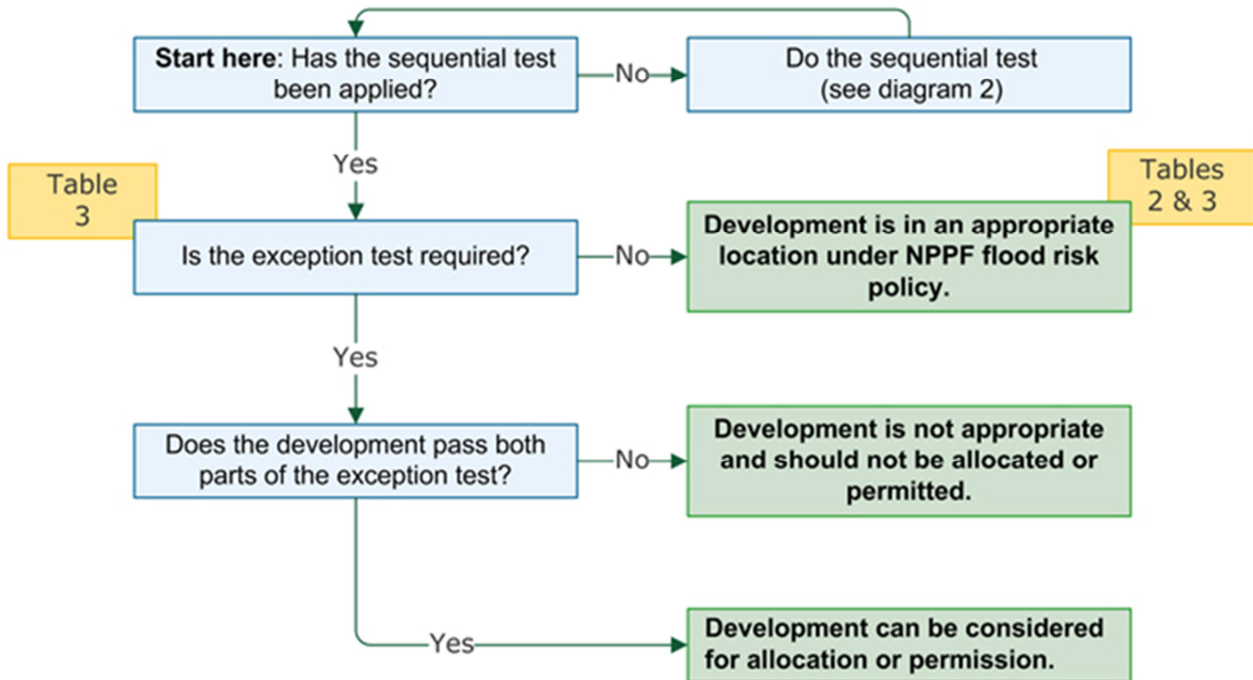 Start here: Has the sequential test
been applied?
No
Do the sequential test
(see diagram 2)
Yes
Table
3
Tables
2 & 3
Is the exception test required?
No
Development is in an appropriate
location under NPPF flood risk
policy.
Yes
Does the development pass both
parts of the exception test?
No
Development is not appropriate
and should not be allocated or
permitted.
Yes
Development can be considered
for allocation or permission.